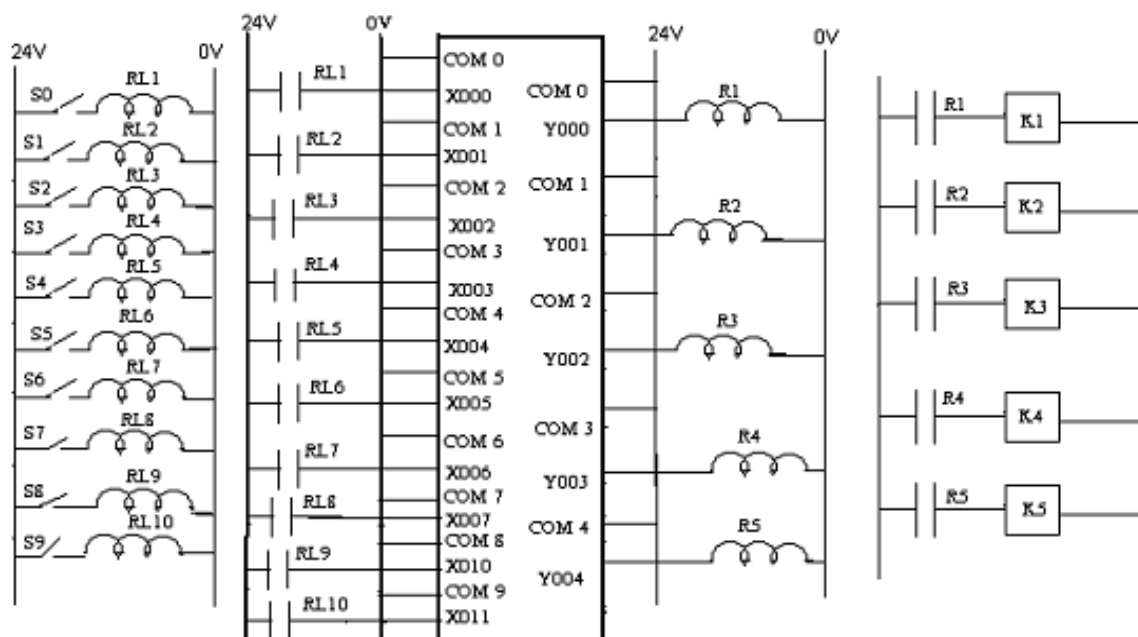 24V
0V
S0
RL1
S1
RL2
S2
RL3
S3
RL4
S4
RL5
S5
RL6
S6
RL7
S7
RL8
S8
RL9
S9
RL10
24V
0V
RL1
RL2
RL3
RL4
RL5
RL6
RL7
RL8
RL9
RL10
COM 0
X000
COM 1
X001
COM 2
X002
COM 3
X003
COM 4
X004
COM 5
X005
COM 6
X006
COM 7
X007
COM 8
X010
COM 9
X011
COM 0
Y000
COM 1
Y001
COM 2
Y002
COM 3
Y003
COM 4
Y004
24V
0V
R1
R2
R3
R4
R5
R1 K1
R2 K2
R3 K3
R4 K4
R5 K5